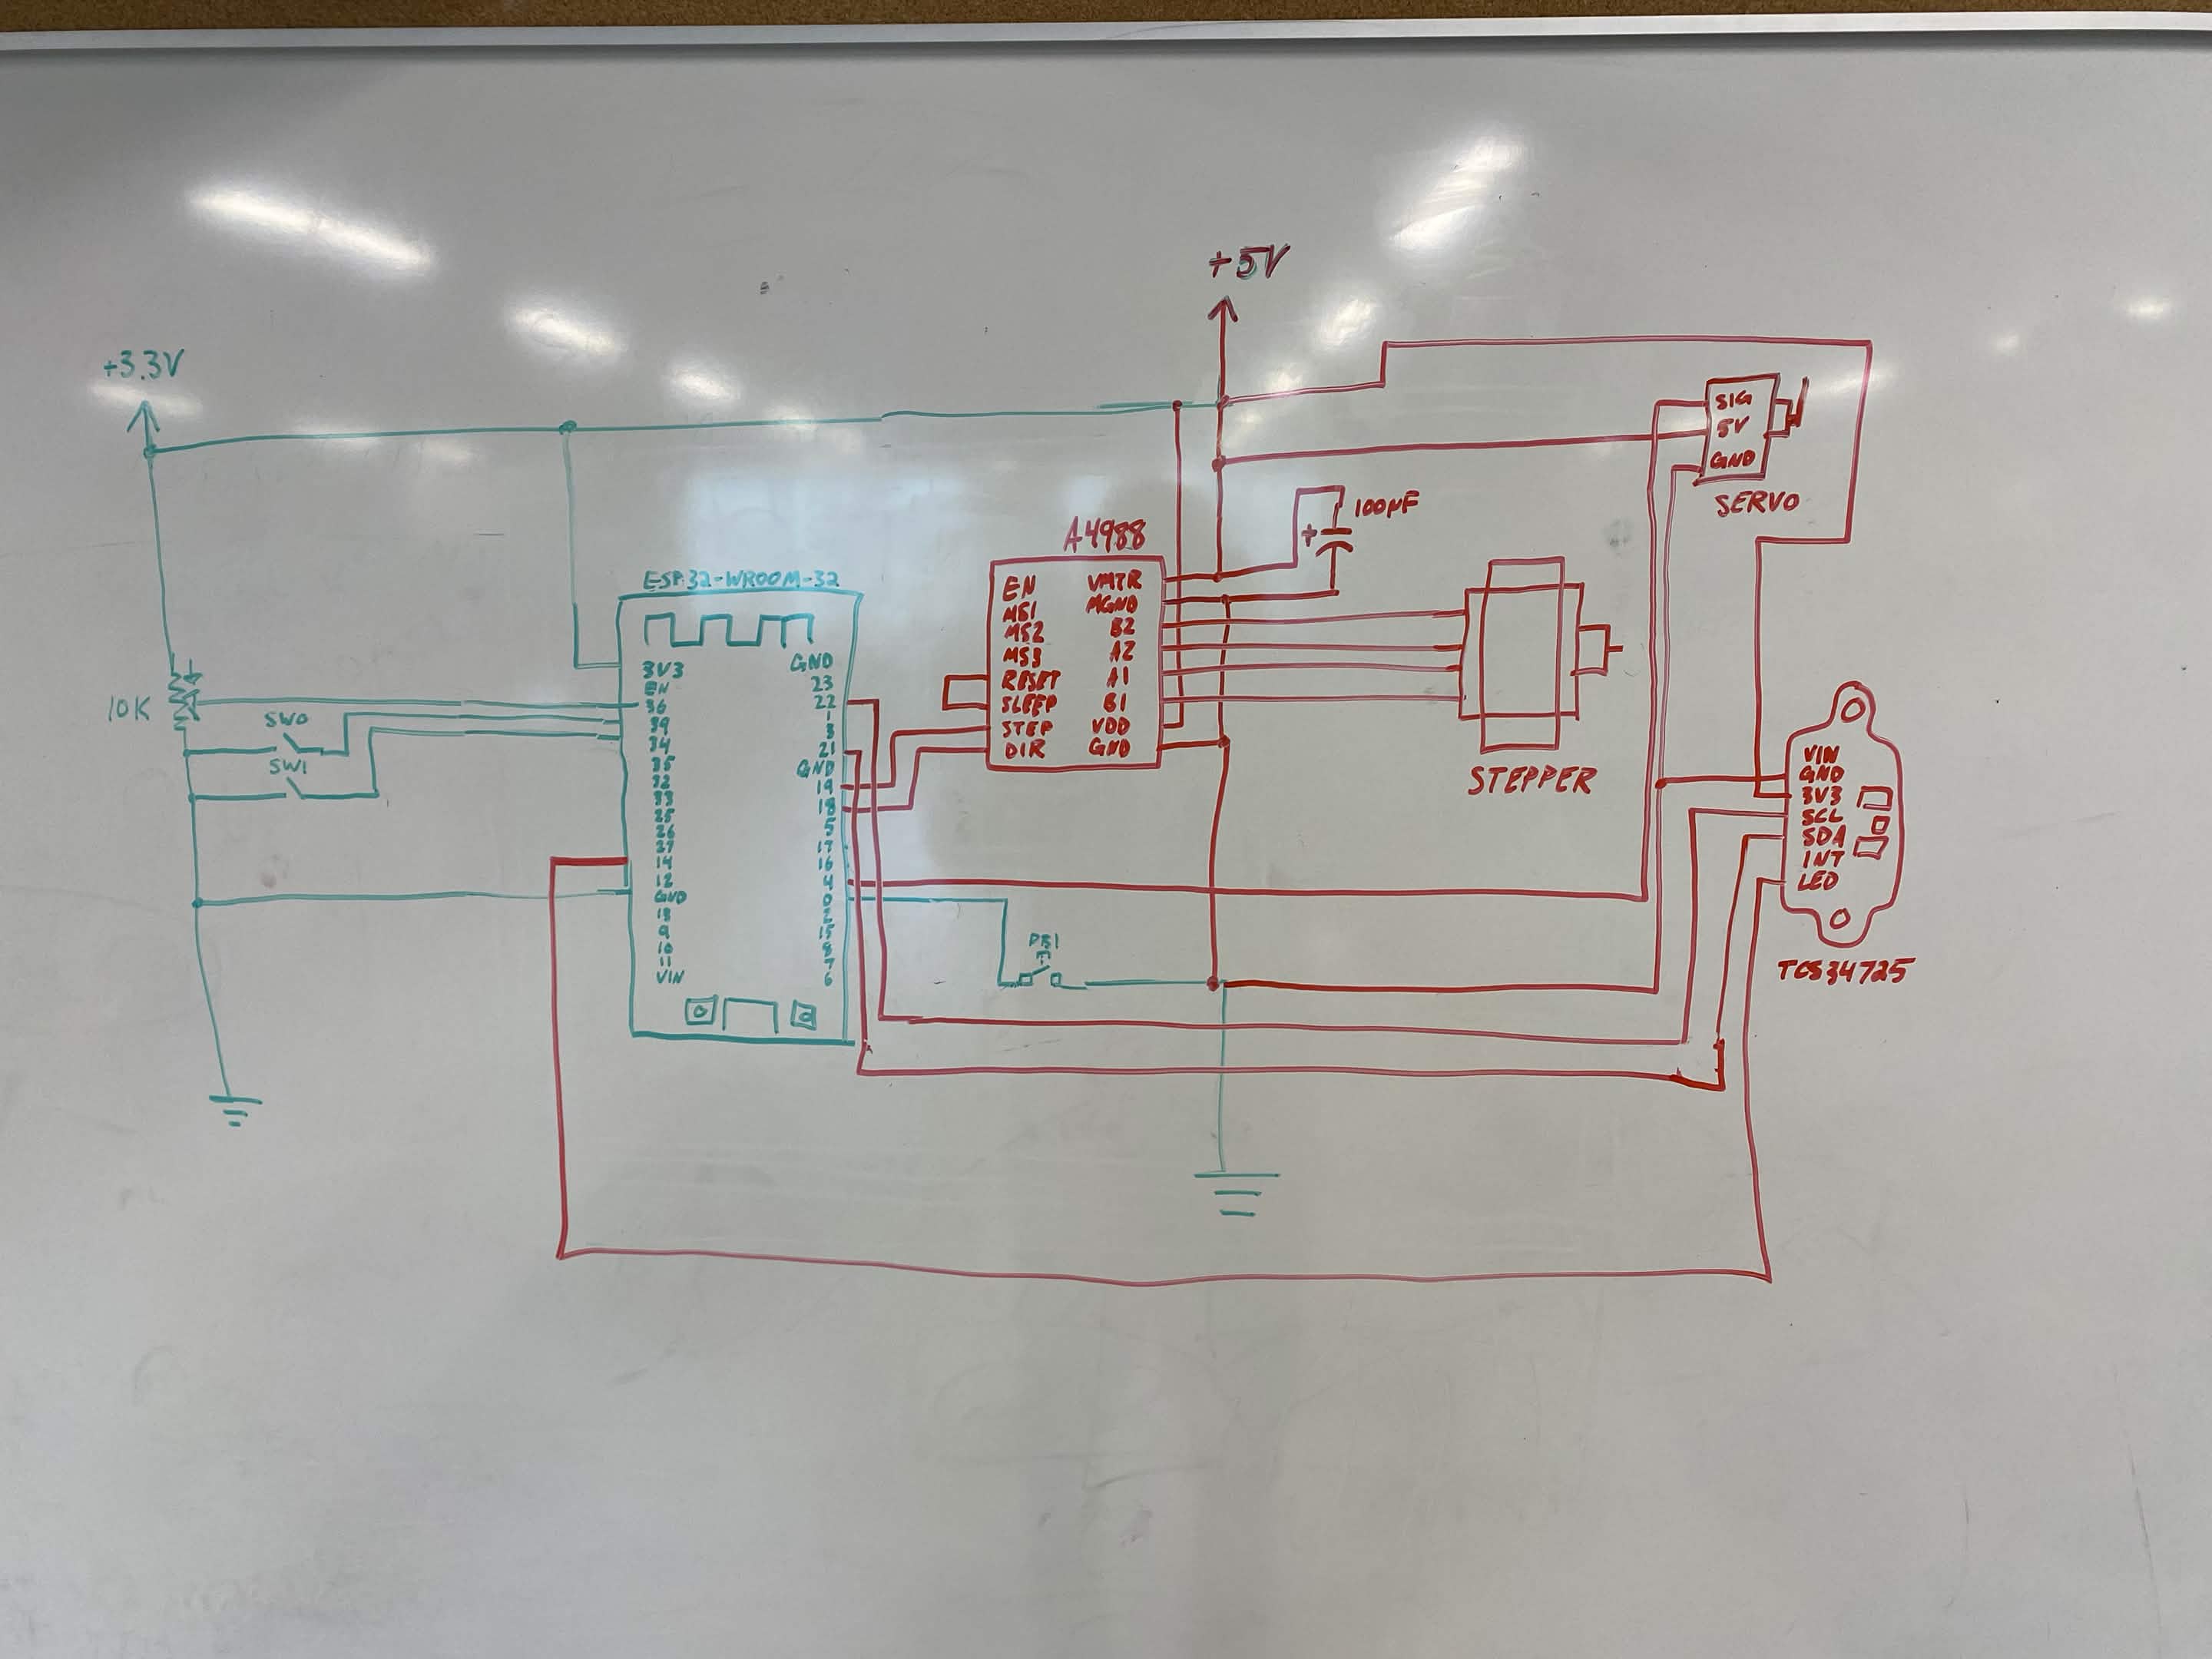 +5V
+3.3V
SIG
5V
GND
SERVO
100µF
+
A4988
EN
MS1
MS2
MS3
RESET
SLEEP
STEP
DIR
VMTR
MGND
B2
A2
A1
B1
VDD
GND
STEPPER
ESP32-WROOM-32
3V3
EN
36
39
34
35
32
33
25
26
27
14
12
GND
13
9
10
11
VIN
GND
23
22
1
3
21
GND
19
18
5
17
16
4
0
2
15
8
7
6
10K
SW0
SW1
PB1
VIN
GND
3V3
SCL
SDA
INT
LED
TCS34725